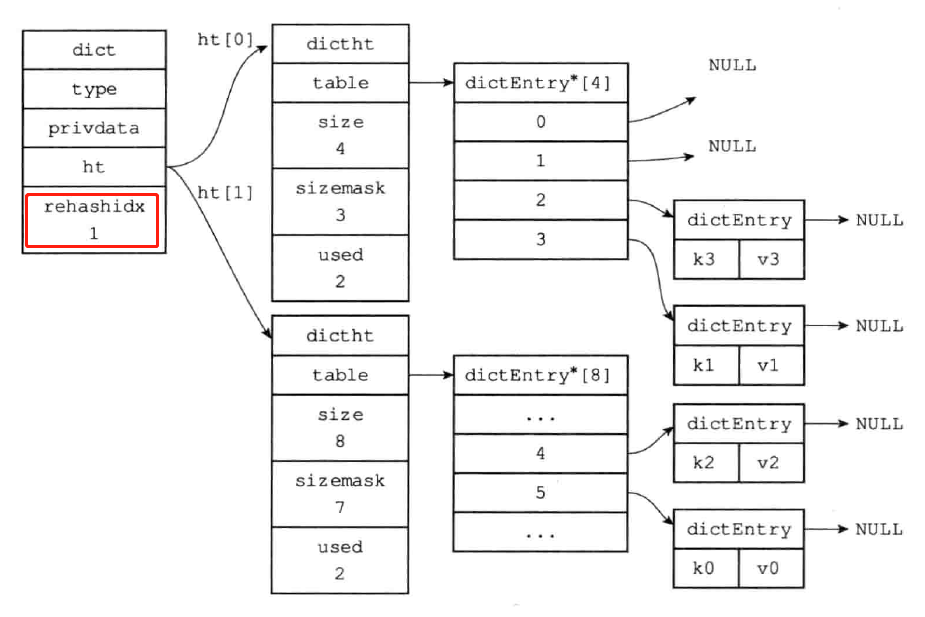 dict
type
privdata
ht
rehashidx
1
ht[0]
ht[1]
dictht
table
size
4
sizemask
3
used
2
dictht
table
size
8
sizemask
7
used
2
dictEntry*[4]
0
1
2
3
dictEntry*[8]
...
4
5
...
NULL
NULL
dictEntry
NULL
k3 v3
dictEntry
NULL
k1 v1
dictEntry
NULL
k2 v2
dictEntry
NULL
k0 v0